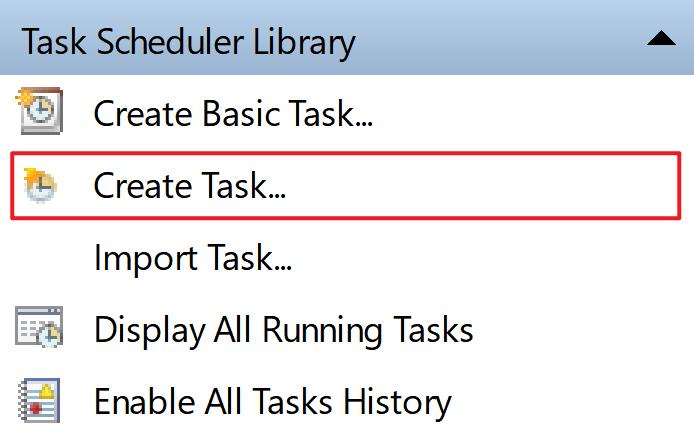 Task Scheduler Library
Create Basic Task...
Create Task...
Import Task...
Display All Running Tasks
Enable All Tasks History